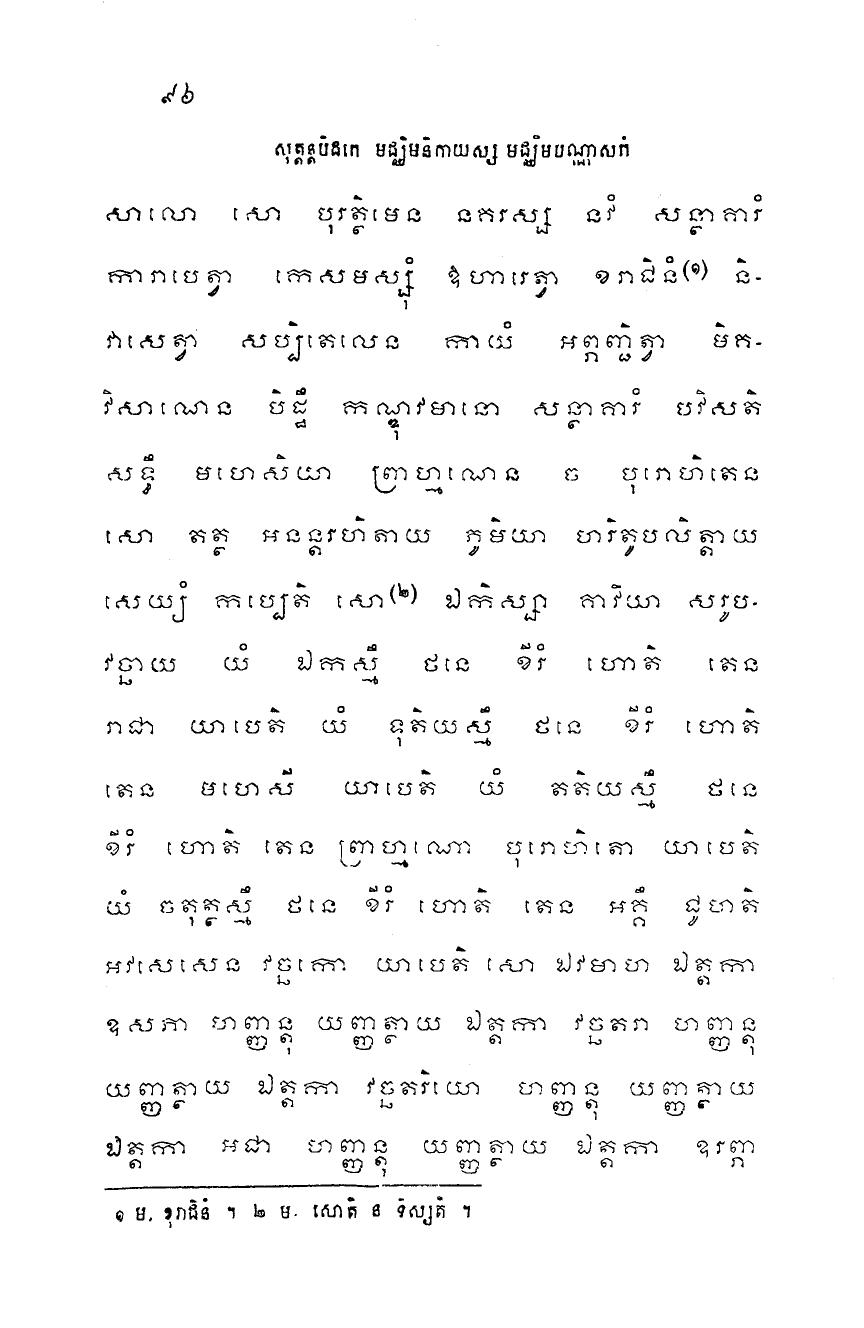 ៩៦
សុត្តន្តបិដកេ មជ្ឈិមនិកាយស្ស មជ្ឈិមបណ្ណាសកំ
សាលោ សោ បុរត្ថិមេន នករស្ស នវំ សន្ថាគារំ
ការាបេត្វា កេសមស្សុំ ឱហារេត្វា ខរាជិនំ(១) និ-
វាសេត្វា សប្បិតេលេន កាយំ អព្ភញ្ជិត្វា មិគ-
វិសាណេន បិដ្ឋឹ កណ្ឌុវមានោ សន្ថាគារំ បវិសតិ
សទ្ធឹ មហេសិយា ព្រាហ្មណេន ច បុរោហិតេន
សោ តត្ថ អនន្តរហិតាយ ភូមិយា ហរិតូបលិត្តាយ
សេយ្យំ កប្បេតិ សោ(២) ឯកិស្សា គាវិយា សរូប-
វច្ឆាយ យំ ឯកស្មឹ ថនេ ខីរំ ហោតិ តេន
រាជា យាបេតិ យំ ទុតិយស្មឹ ថនេ ខីរំ ហោតិ
តេន មហេសី យាបេតិ យំ តតិយស្មឹ ថនេ
ខីរំ ហោតិ តេន ព្រាហ្មណោ បុរោហិតោ យាបេតិ
យំ ចតុត្ថស្មឹ ថនេ ខីរំ ហោតិ តេន អគ្គឹ ជូហតិ
អវសេសេន វច្ឆកោ យាបេតិ សោ ឯវមាហ ឯត្តកា
ឧសភា ហញ្ញន្តុ យញ្ញត្ថាយ ឯត្តកា វច្ឆតរា ហញ្ញន្តុ
យញ្ញត្ថាយ ឯត្តកា វច្ឆតរិយោ ហញ្ញន្តុ យញ្ញត្ថាយ
ឯត្តកា អជា ហញ្ញន្តុ យញ្ញត្ថាយ ឯត្តកា ឧរព្ភា
១ ម. ខុរាជិនំ ។ ២ ម. សោតិ ន ទិស្សតិ ។